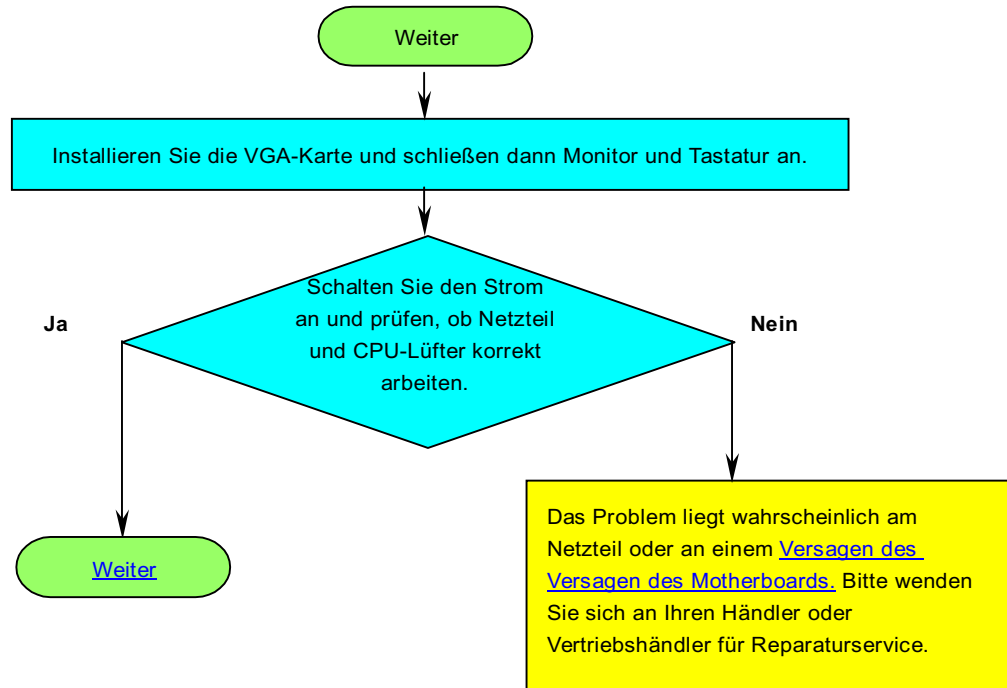 Weiter
Installieren Sie die VGA-Karte und schließen dann Monitor und Tastatur an.
Schalten Sie den Strom
an und prüfen, ob Netzteil
und CPU-Lüfter korrekt
arbeiten.
Ja
Nein
Weiter
Das Problem liegt wahrscheinlich am
Netzteil oder an einem Versagen des
Versagen des Motherboards. Bitte wenden
Sie sich an Ihren Händler oder
Vertriebshändler für Reparaturservice.